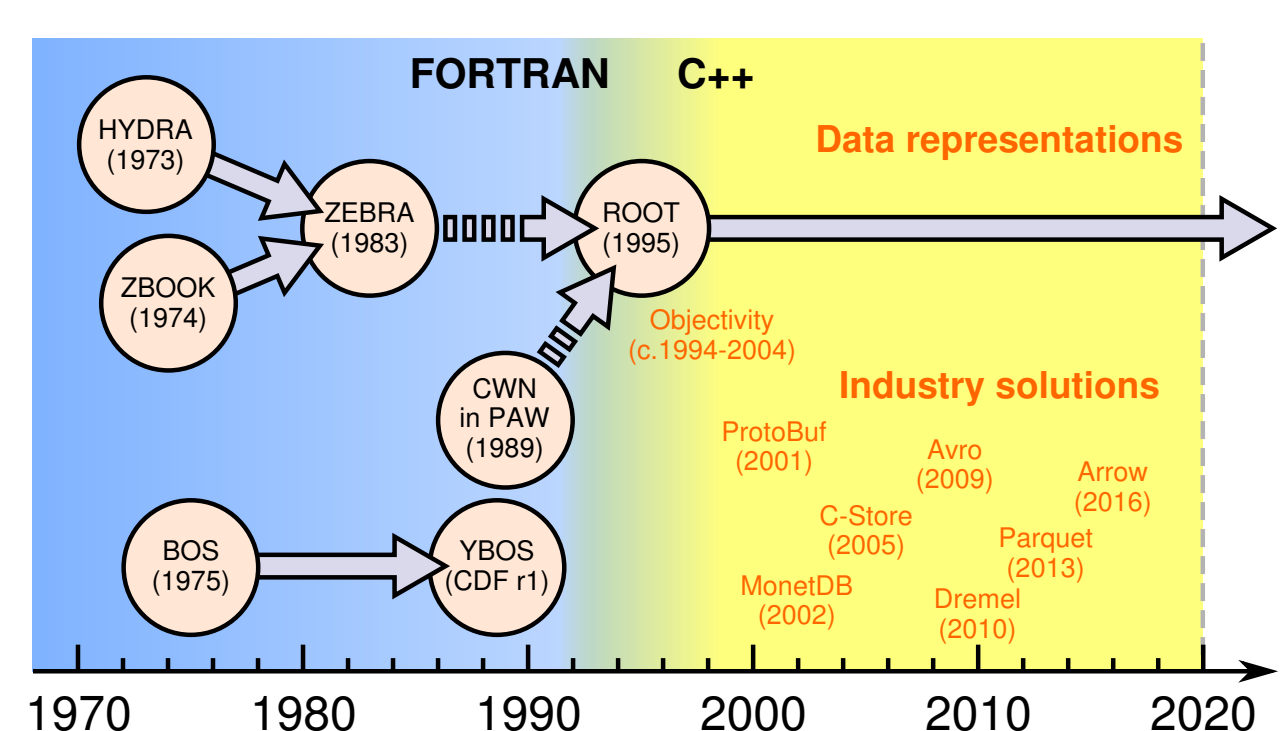 FORTRAN C++
HYDRA
(1973)
Data representations
ZEBRA
(1983)
ROOT
(1995)
ZBOOK
(1974)
Objectivity
(c.1994-2004)
CWN
in PAW
(1989)
Industry solutions
ProtoBuf
(2001)
Avro
(2009)
Arrow
(2016)
C-Store
(2005)
Parquet
(2013)
BOS
(1975)
YBOS
(CDF r1)
MonetDB
(2002)
Dremel
(2010)
1970 1980 1990 2000 2010 2020